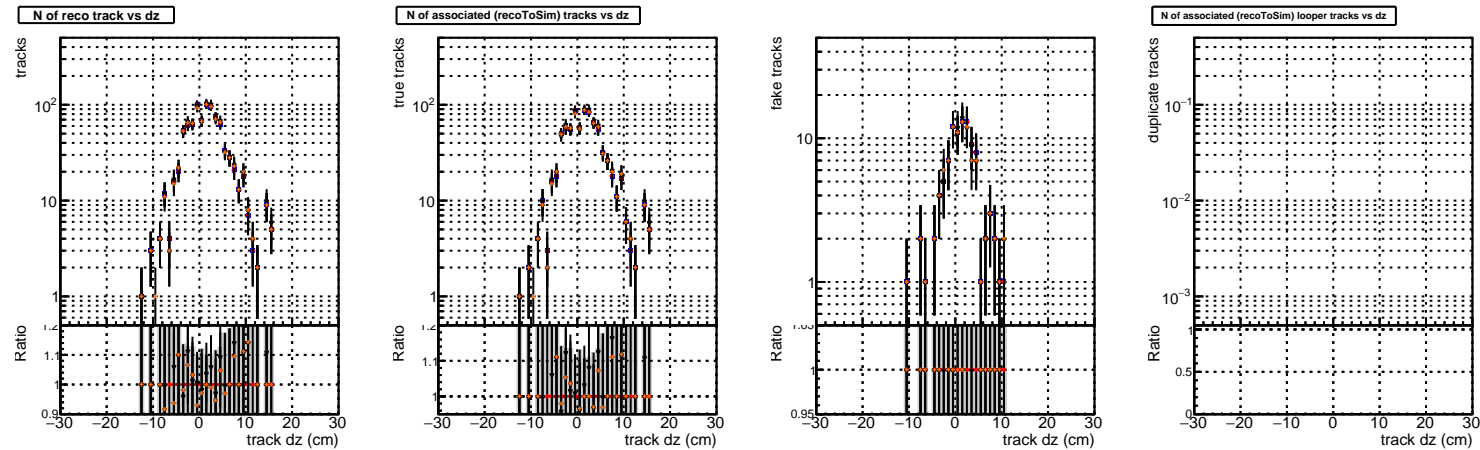 N of reco track vs dz
tracks
10²
10
1
Ratio
1.2
1.1
1
0.9
−30 −20 −10 0 10 20 30
track dz (cm)
N of associated (recoToSim) tracks vs dz
true tracks
10²
10
1
Ratio
1.2
1.1
1
−30 −20 −10 0 10 20 30
track dz (cm)
fake tracks
10
1
Ratio
1.05
1
0.95
−30 −20 −10 0 10 20 30
track dz (cm)
N of associated (recoToSim) looper tracks vs dz
duplicate tracks
10⁻¹
10⁻²
10⁻³
Ratio
1
0.5
0
−30 −20 −10 0 10 20 30
track dz (cm)